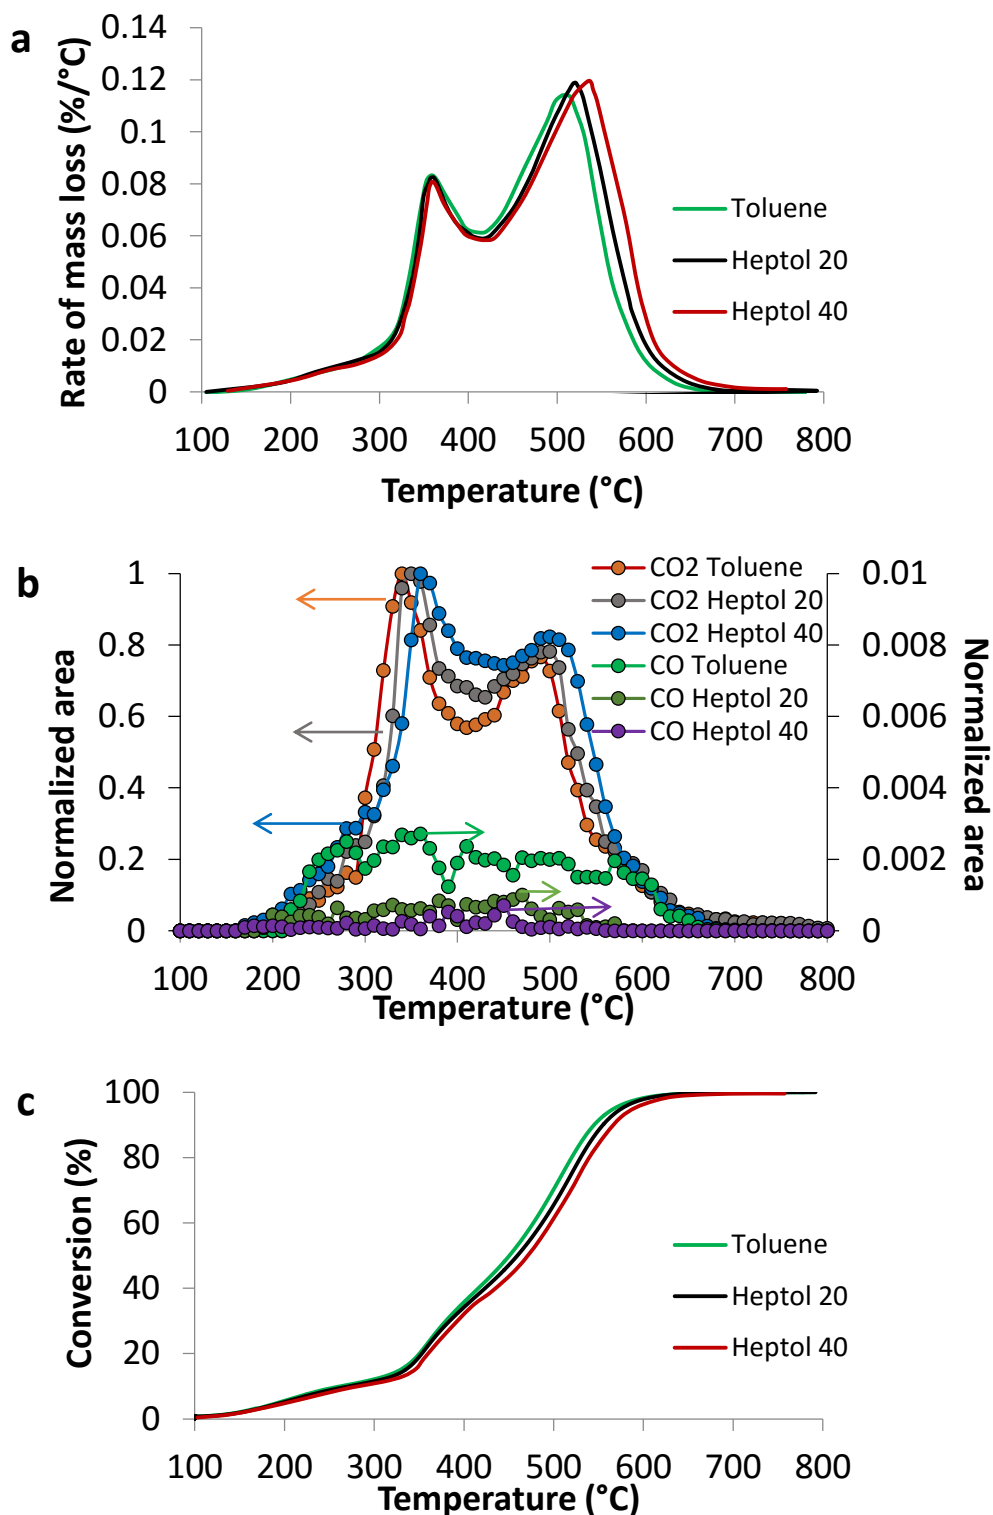 a
Rate of mass loss (%/°C)
0.14
0.12
0.1
0.08
0.06
0.04
0.02
0
100 200 300 400 500 600 700 800
Temperature (°C)
Toluene
Heptol 20
Heptol 40
b
Normalized area
1
0.8
0.6
0.4
0.2
0
0.01
0.008
0.006
0.004
0.002
0
Normalized area
CO2 Toluene
CO2 Heptol 20
CO2 Heptol 40
CO Toluene
CO Heptol 20
CO Heptol 40
100 200 300 400 500 600 700 800
Temperature (°C)
c
Conversion (%)
100
80
60
40
20
0
Toluene
Heptol 20
Heptol 40
100 200 300 400 500 600 700 800
Temperature (°C)